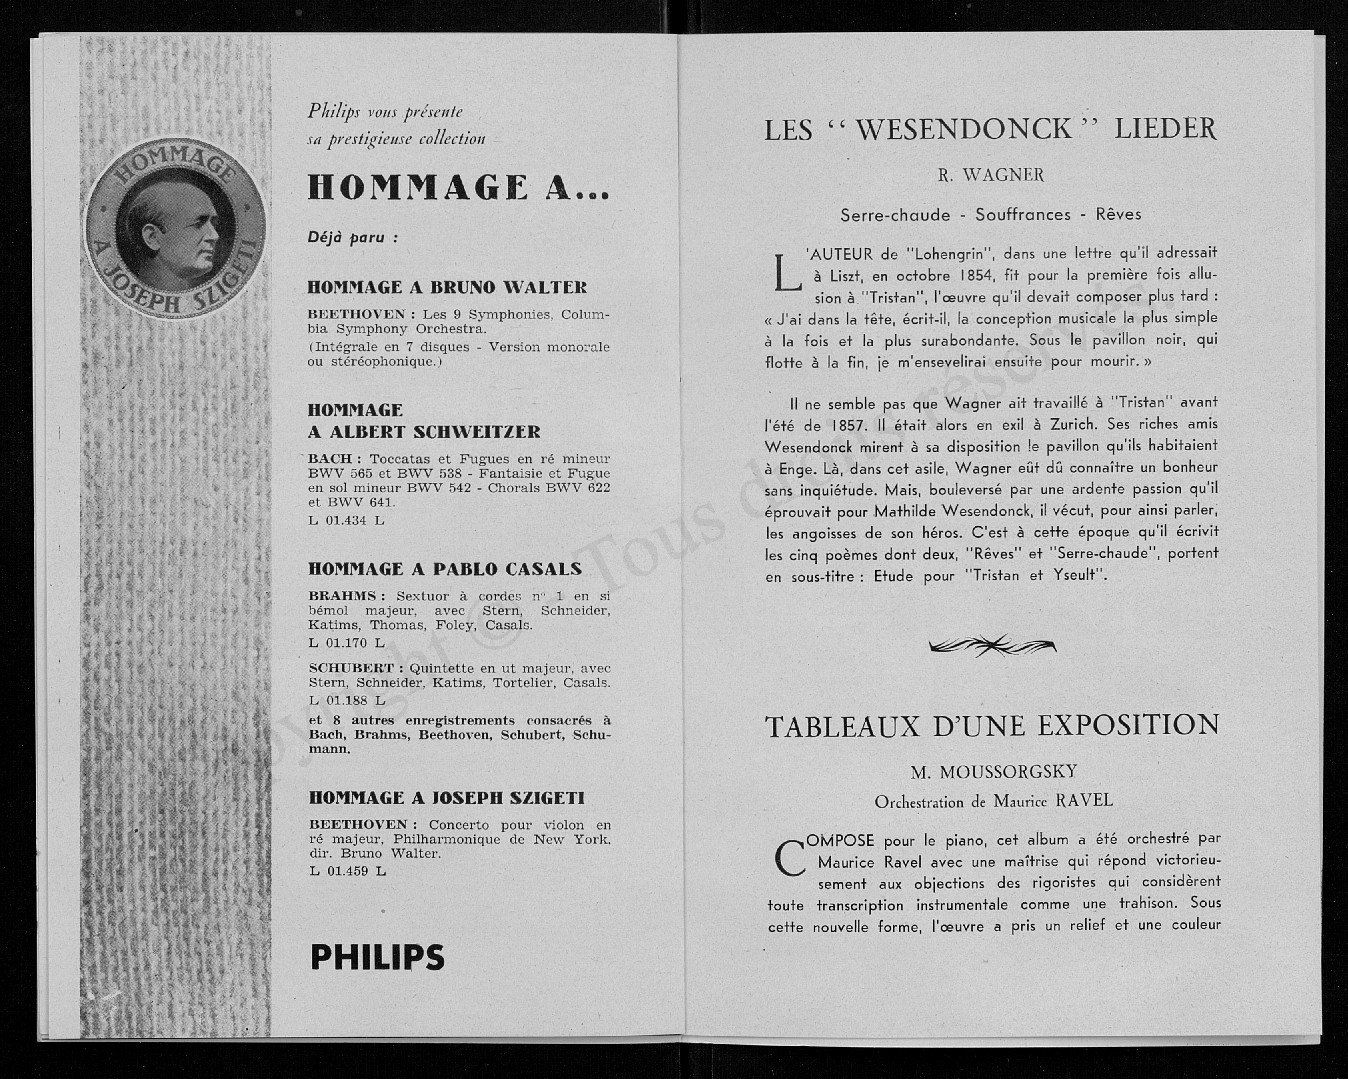 HOMMAGE
A JOSEPH SZIGETI
Philips vous présente
sa prestigieuse collection
HOMMAGE A...
Déjà paru :
HOMMAGE A BRUNO WALTER
BEETHOVEN : Les 9 Symphonies, Colum-
bia Symphony Orchestra.
(Intégrale en 7 disques - Version monorale
ou stéréophonique.)
HOMMAGE
A ALBERT SCHWEITZER
BACH : Toccatas et Fugues en ré mineur
BWV 565 et BWV 538 - Fantaisie et Fugue
en sol mineur BWV 542 - Chorals BWV 622
et BWV 641.
L 01.434 L
HOMMAGE A PABLO CASALS
BRAHMS : Sextuor à cordes n° 1 en si
bémol majeur, avec Stern, Schneider,
Katims, Thomas, Foley, Casals.
L 01.170 L
SCHUBERT : Quintette en ut majeur, avec
Stern, Schneider, Katims, Tortelier, Casals.
L 01.188 L
et 8 autres enregistrements consacrés à
Bach, Brahms, Beethoven, Schubert, Schu-
mann.
HOMMAGE A JOSEPH SZIGETI
BEETHOVEN : Concerto pour violon en
ré majeur, Philharmonique de New York,
dir. Bruno Walter.
L 01.459 L
PHILIPS
LES "WESENDONCK" LIEDER
R. WAGNER
Serre-chaude - Souffrances - Rêves
L'AUTEUR de "Lohengrin", dans une lettre qu'il adressait
à Liszt, en octobre 1854, fit pour la première fois allu-
sion à "Tristan", l'œuvre qu'il devait composer plus tard :
« J'ai dans la tête, écrit-il, la conception musicale la plus simple
à la fois et la plus surabondante. Sous le pavillon noir, qui
flotte à la fin, je m'ensevelirai ensuite pour mourir. »
Il ne semble pas que Wagner ait travaillé à "Tristan" avant
l'été de 1857. Il était alors en exil à Zurich. Ses riches amis
Wesendonck mirent à sa disposition le pavillon qu'ils habitaient
à Enge. Là, dans cet asile, Wagner eût dû connaître un bonheur
sans inquiétude. Mais, bouleversé par une ardente passion qu'il
éprouvait pour Mathilde Wesendonck, il vécut, pour ainsi parler,
les angoisses de son héros. C'est à cette époque qu'il écrivit
les cinq poèmes dont deux, "Rêves" et "Serre-chaude", portent
en sous-titre : Etude pour "Tristan et Yseult".
TABLEAUX D'UNE EXPOSITION
M. MOUSSORGSKY
Orchestration de Maurice RAVEL
COMPOSE pour le piano, cet album a été orchestré par
Maurice Ravel avec une maîtrise qui répond victorieu-
sement aux objections des rigoristes qui considèrent
toute transcription instrumentale comme une trahison. Sous
cette nouvelle forme, l'œuvre a pris un relief et une couleur
Copyright © - Tous droits réservés